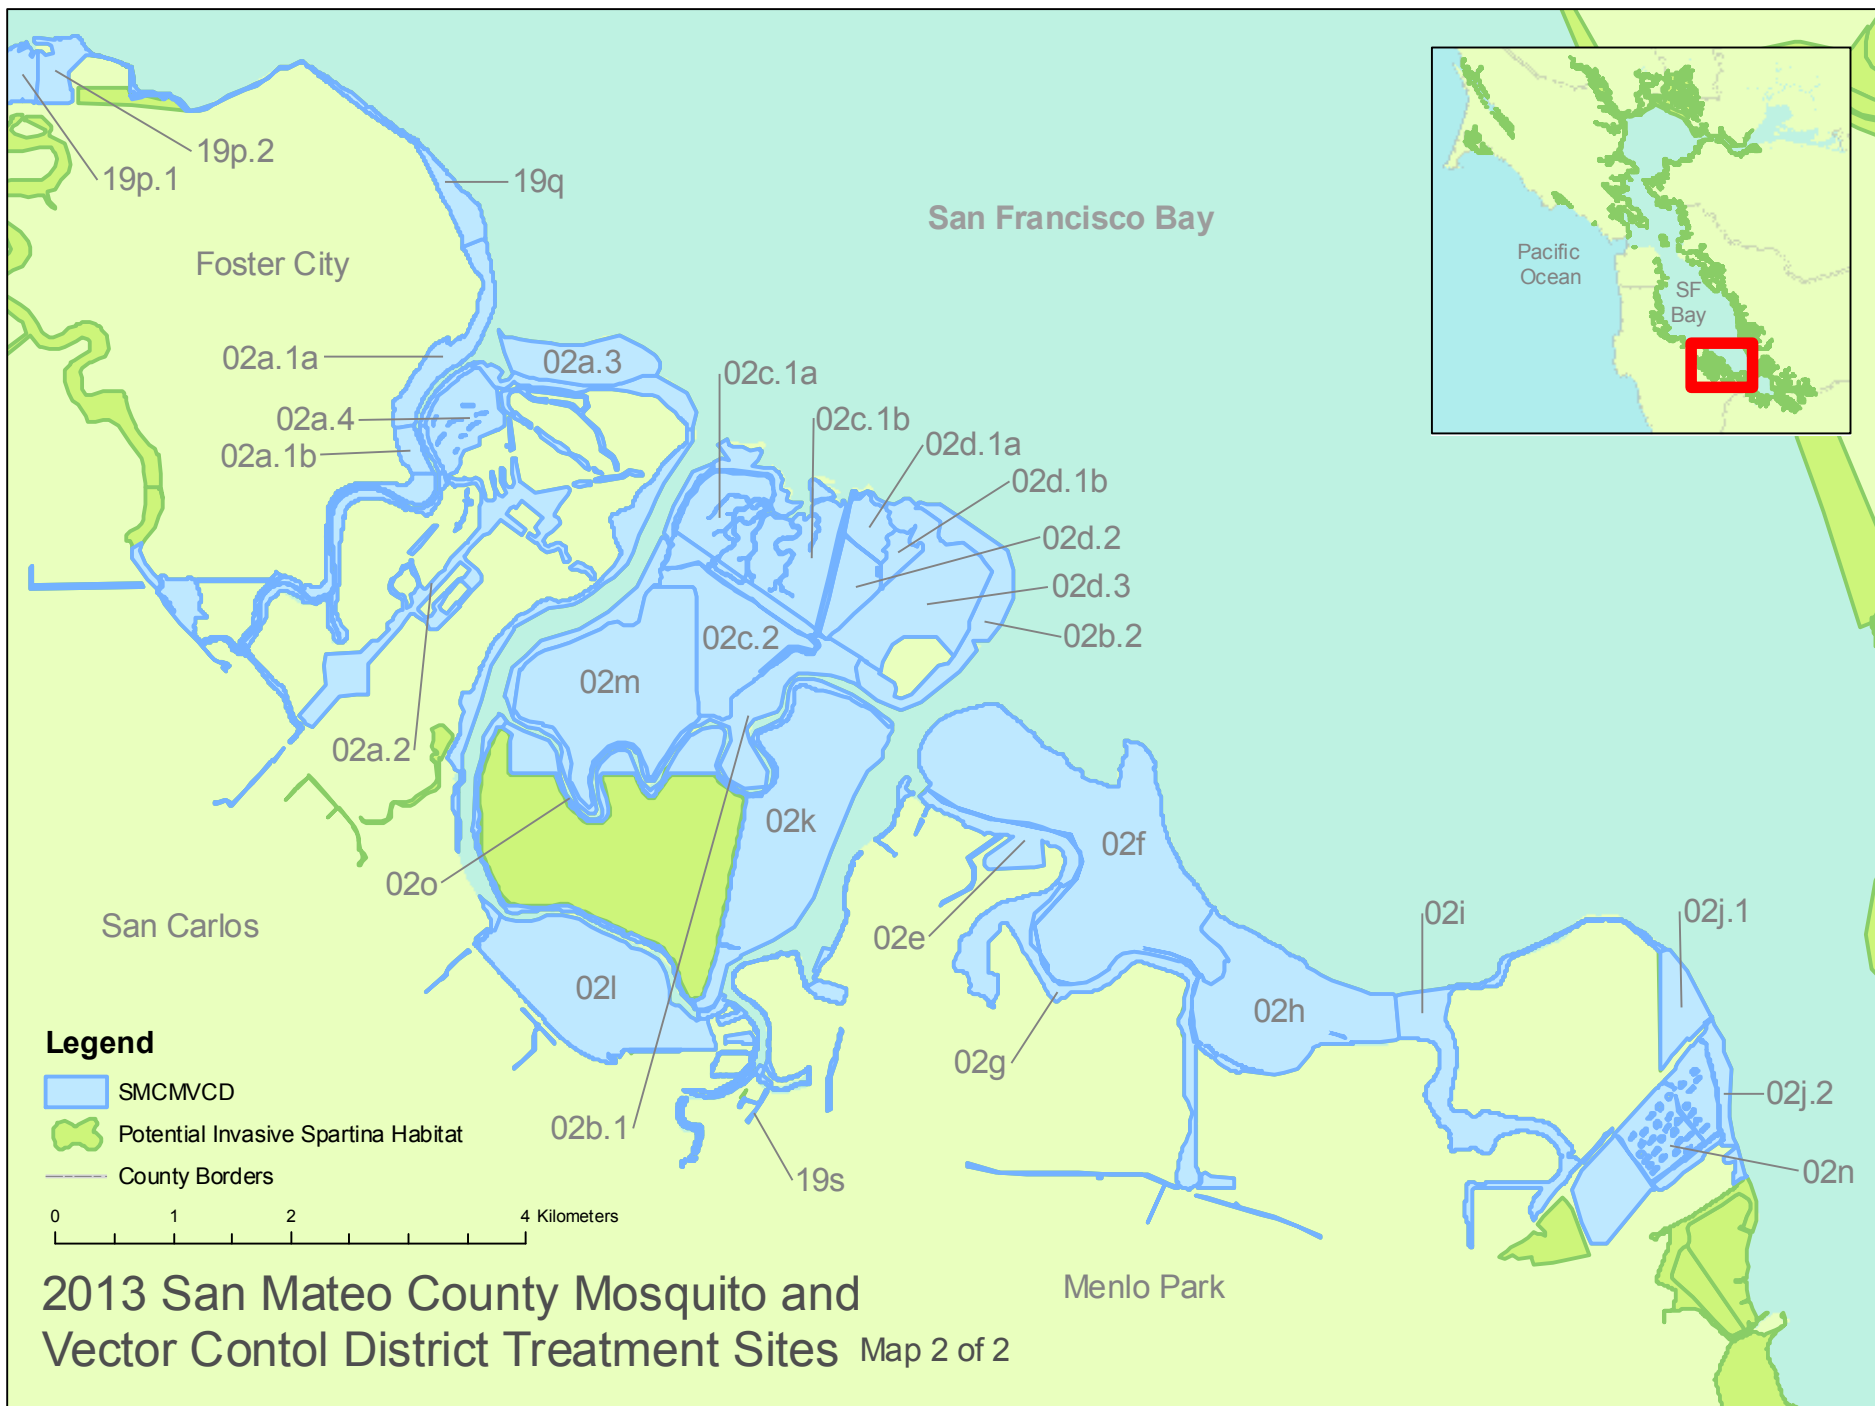 19p.2
19p.1
19q
San Francisco Bay
Foster City
Pacific
Ocean
SF
Bay
02a.1a
02a.3
02c.1a
02a.4
02c.1b
02a.1b
02d.1a
02d.1b
02d.2
02d.3
02b.2
02c.2
02m
02a.2
02k
02f
02o
02e
San Carlos
02i
02j.1
02l
02h
02g
02j.2
02b.1
02n
19s
Legend
SMCMVCD
Potential Invasive Spartina Habitat
County Borders
0 1 2 4 Kilometers
Menlo Park
2013 San Mateo County Mosquito and
Vector Contol District Treatment Sites Map 2 of 2